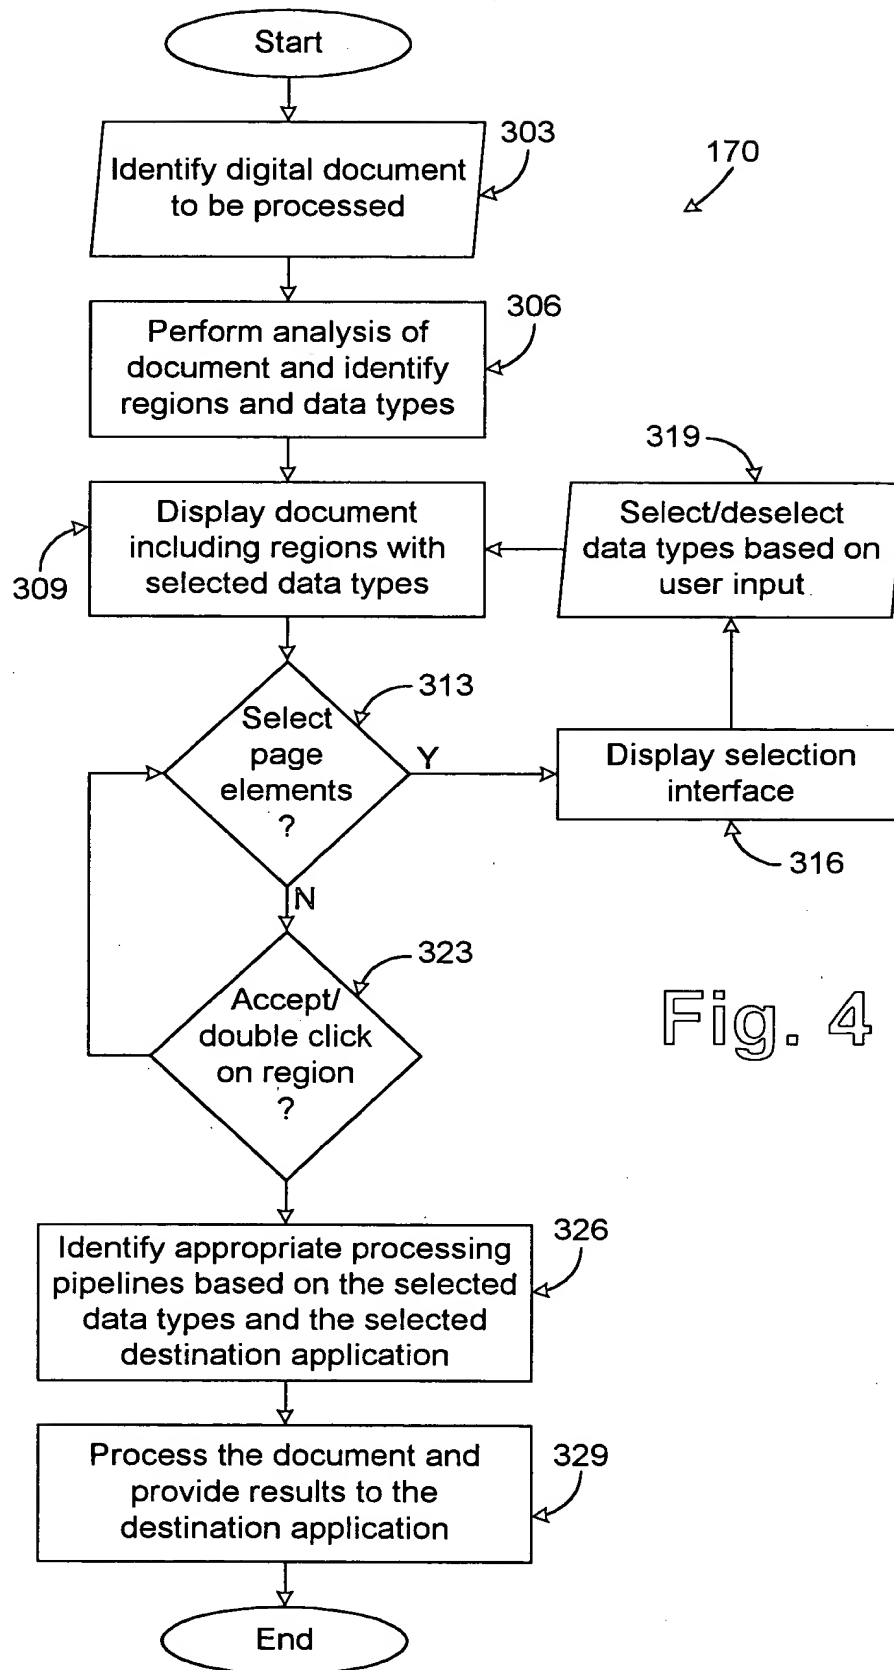 Start
303
Identify digital document
to be processed
170
306
Perform analysis of
document and identify
regions and data types
319
Display document
including regions with
selected data types
309
Select/deselect
data types based on
user input
313
Select
page
elements
?
Y
Display selection
interface
316
N
323
Accept/
double click
on region
?
Fig. 4
326
Identify appropriate processing
pipelines based on the selected
data types and the selected
destination application
329
Process the document and
provide results to the
destination application
End